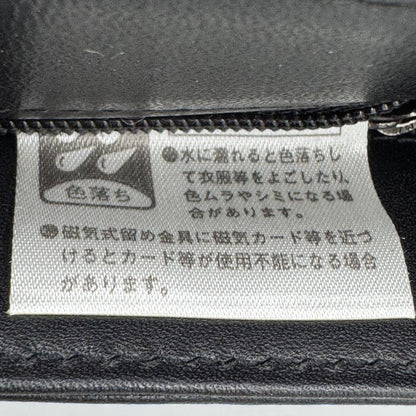 色落ち
●水に濡れると色落ちし
て衣服等をよごしたり、
色ムラやシミになる場
合があります。
●磁気式留め金具に磁気カード等を近づ
けるとカード等が使用不能になる場合
があります。